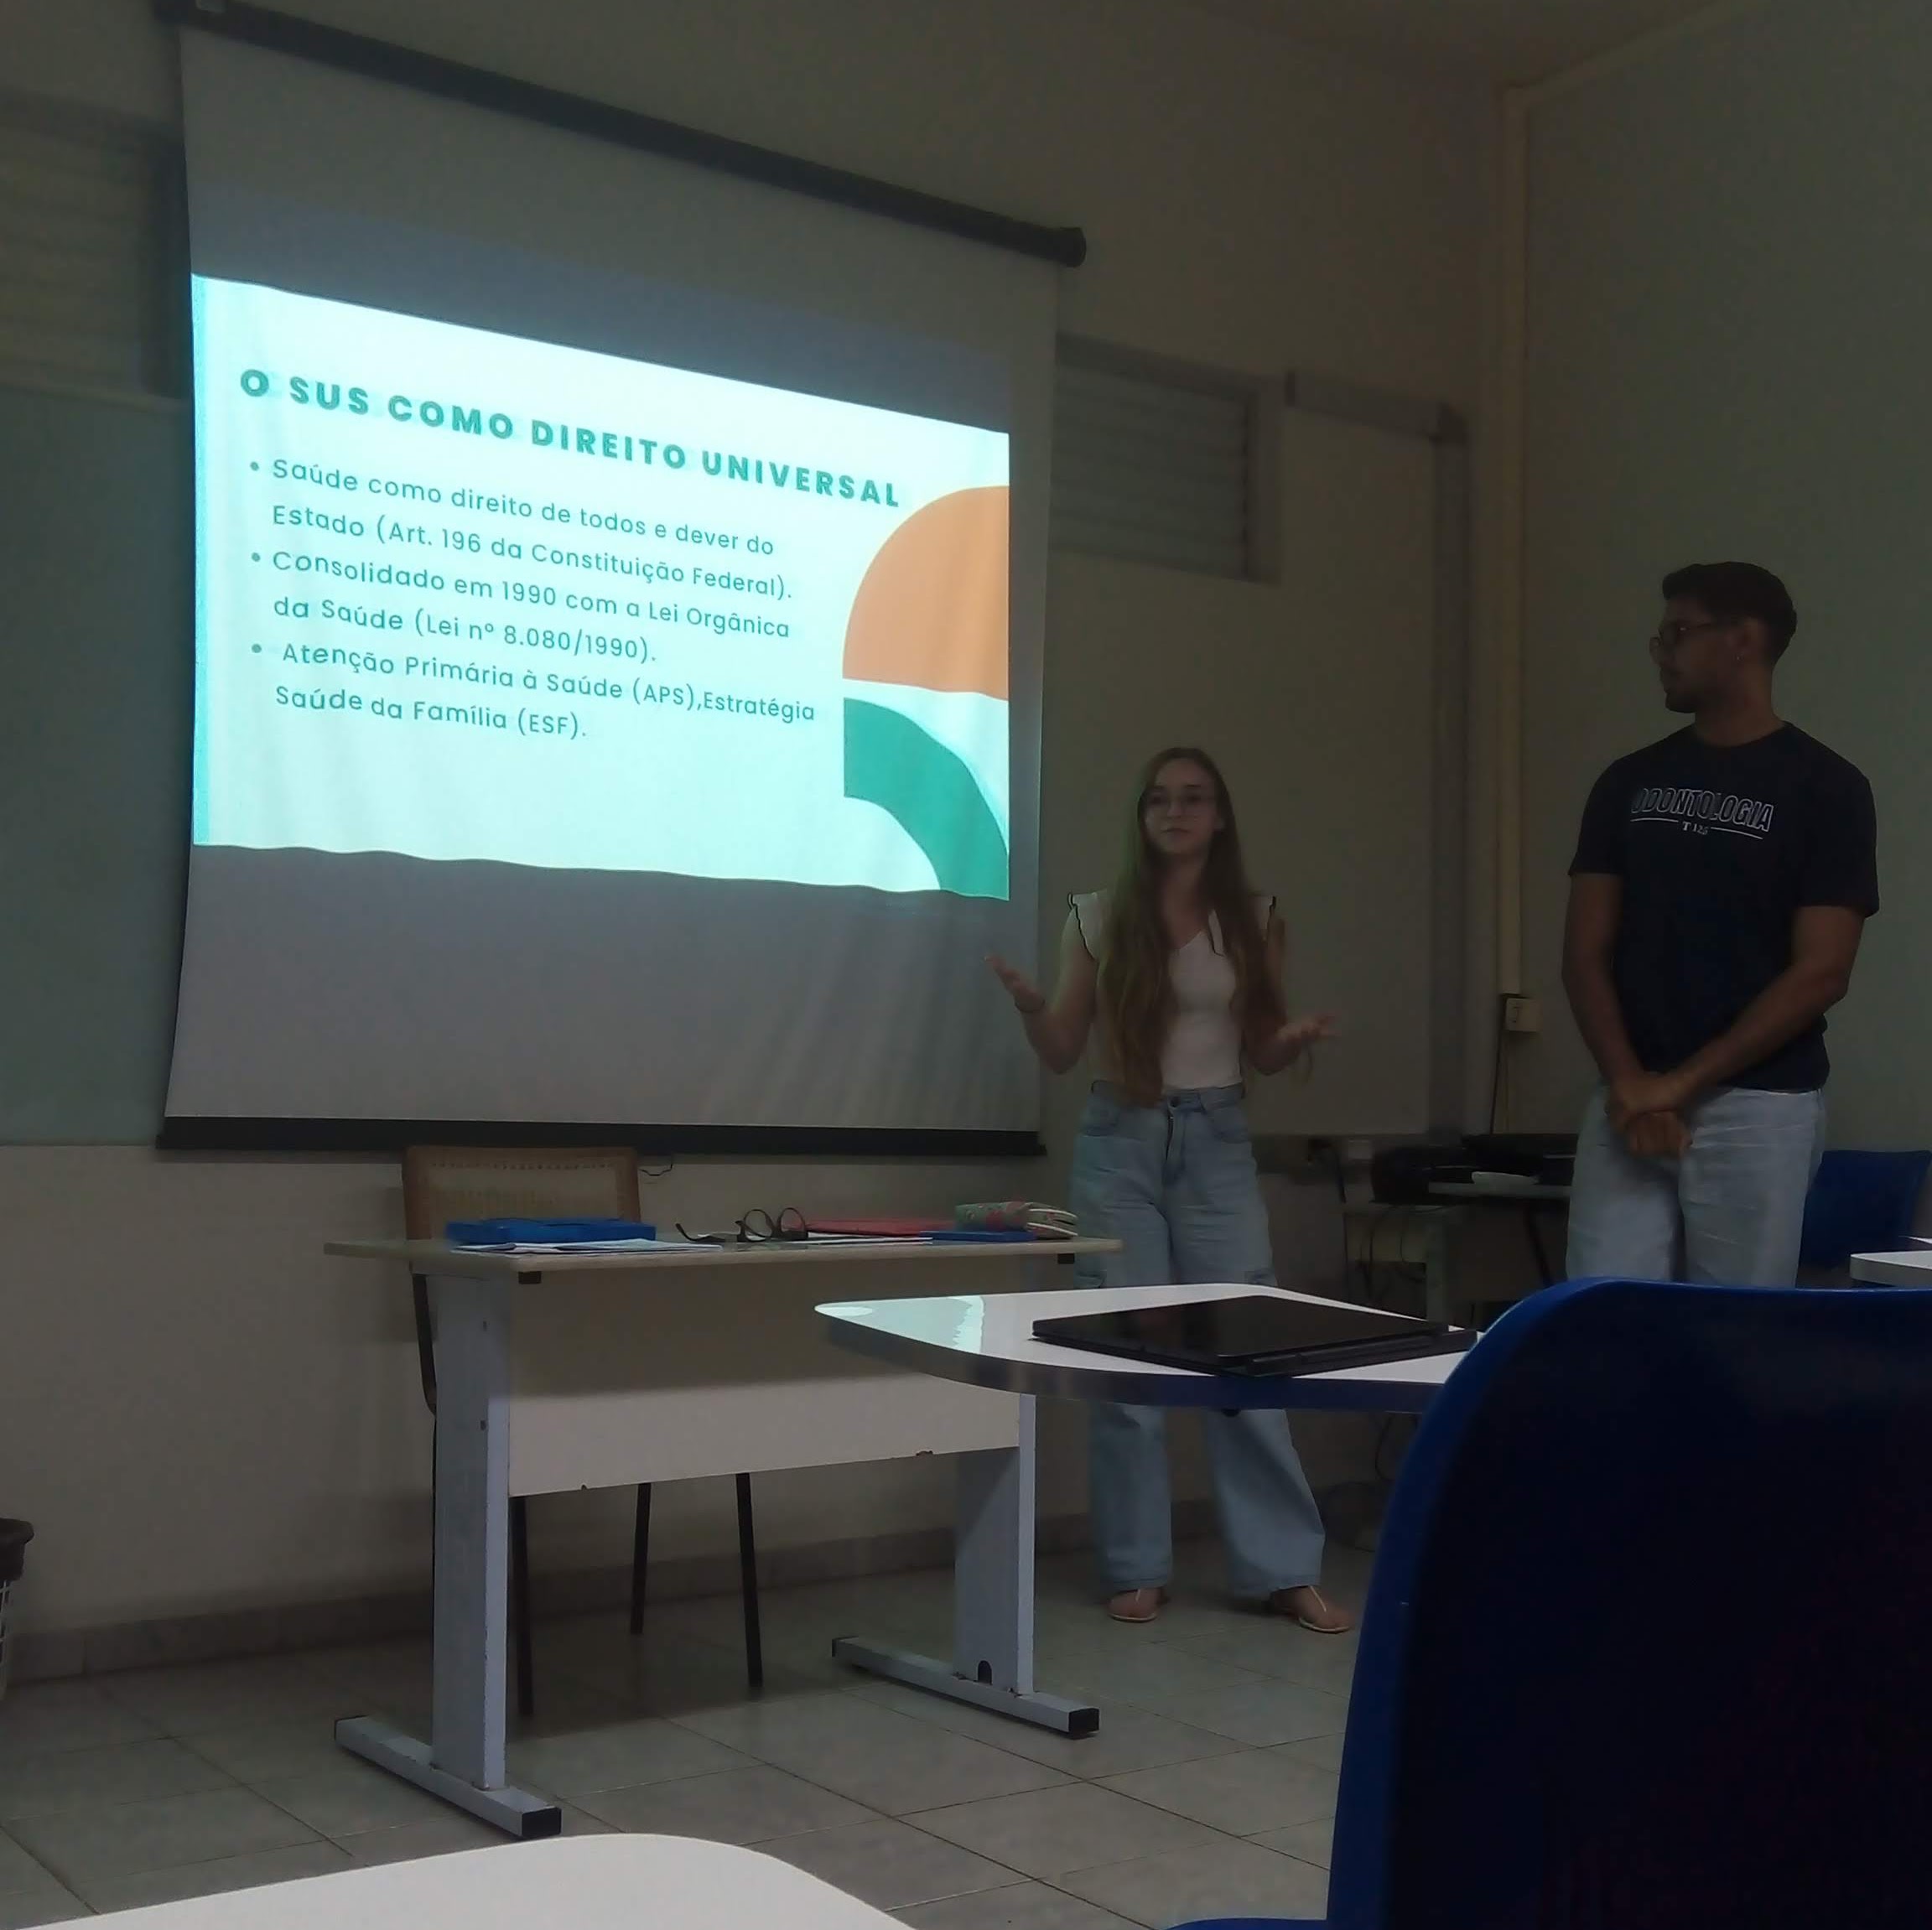 O SUS COMO DIREITO UNIVERSAL
• Saúde como direito de todos e dever do
Estado (Art. 196 da Constituição Federal).
• Consolidado em 1990 com a Lei Orgânica
da Saúde (Lei nº 8.080/1990).
• Atenção Primária à Saúde (APS),Estratégia
Saúde da Família (ESF).
ODONTOLOGIA